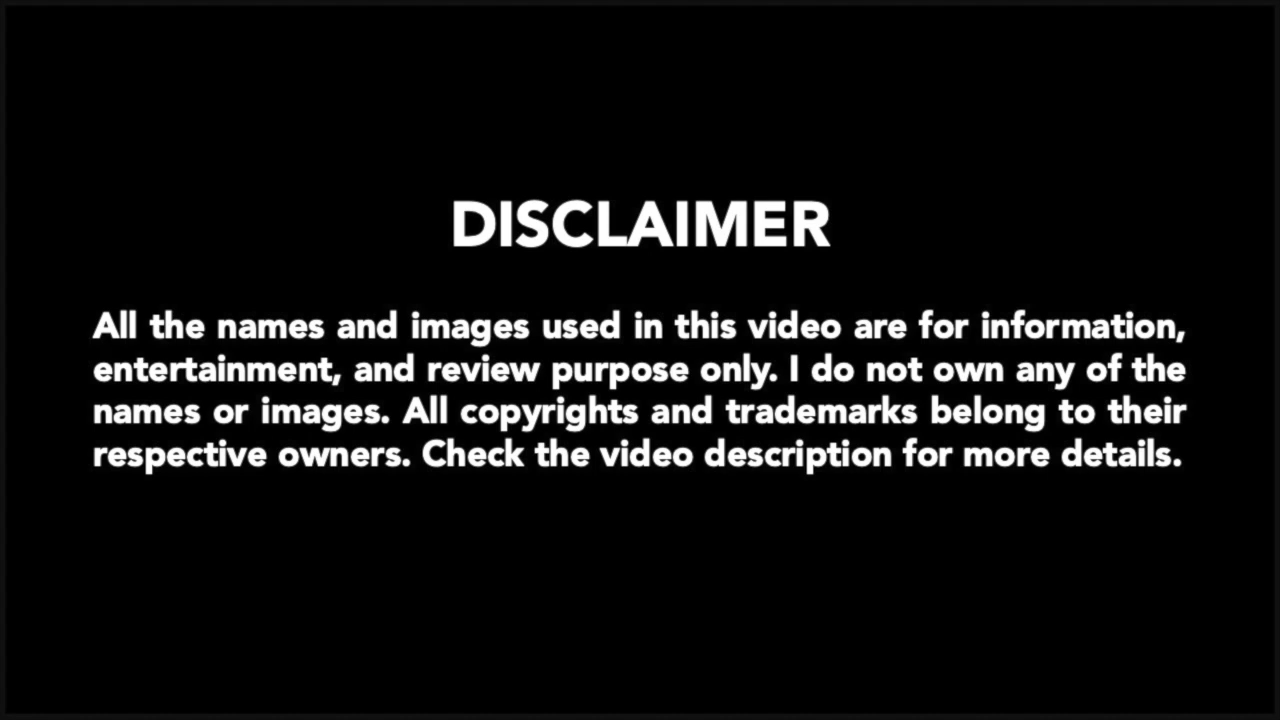 DISCLAIMER
All the names and images used in this video are for information,
entertainment, and review purpose only. I do not own any of the
names or images. All copyrights and trademarks belong to their
respective owners. Check the video description for more details.